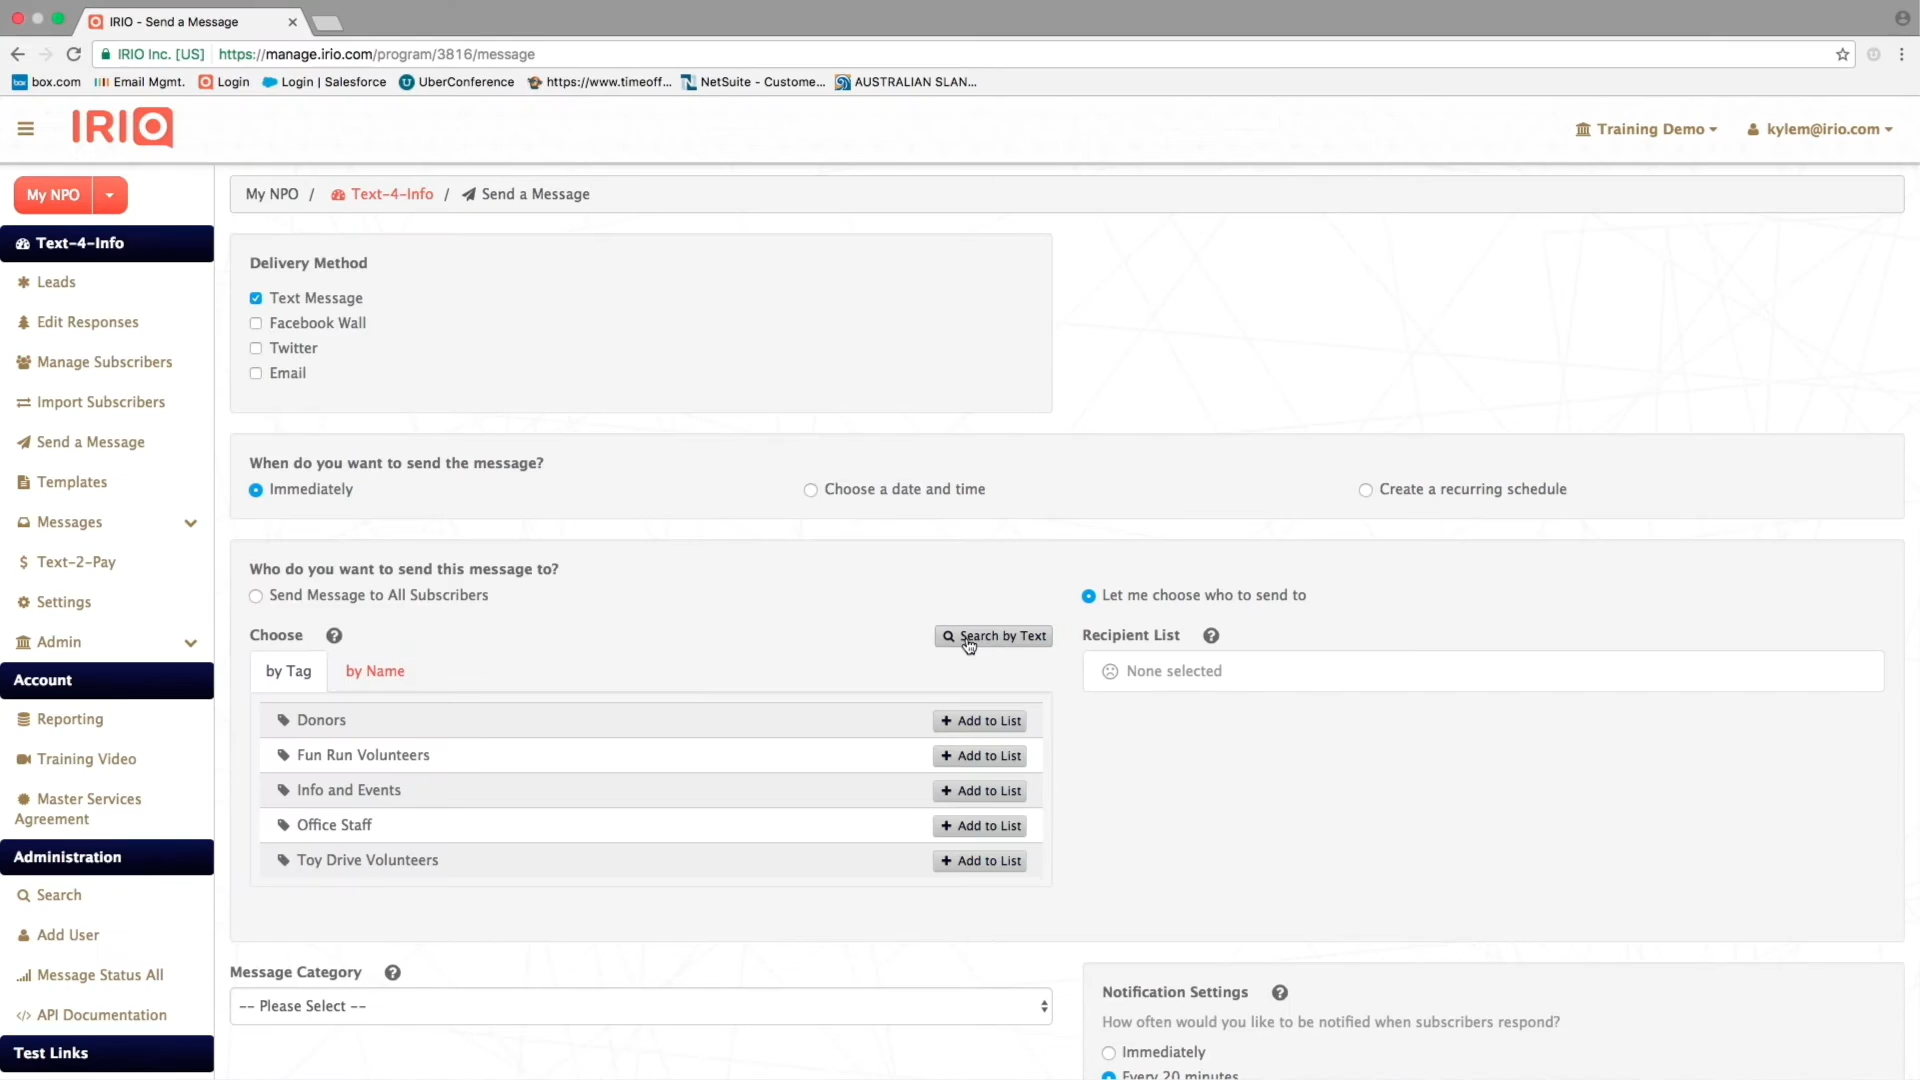 IRIO - Send a Message
IRIO Inc. [US] https://manage.irio.com/program/3816/message
box.com Email Mgmt. Login Login | Salesforce UberConference https://www.timeoff... NetSuite - Custome... AUSTRALIAN SLAN...
IRIO
Training Demo kylem@irio.com
My NPO
Text-4-Info
Leads
Edit Responses
Manage Subscribers
Import Subscribers
Send a Message
Templates
Messages
Text-2-Pay
Settings
Admin
Account
Reporting
Training Video
Master Services
Agreement
Administration
Search
Add User
Message Status All
API Documentation
Test Links
My NPO / Text-4-Info / Send a Message
Delivery Method
Text Message
Facebook Wall
Twitter
Email
When do you want to send the message?
Immediately Choose a date and time Create a recurring schedule
Who do you want to send this message to?
Send Message to All Subscribers Let me choose who to send to
Choose Search by Text
by Tag by Name
Donors + Add to List
Fun Run Volunteers + Add to List
Info and Events + Add to List
Office Staff + Add to List
Toy Drive Volunteers + Add to List
Recipient List
None selected
Message Category
-- Please Select --
Notification Settings
How often would you like to be notified when subscribers respond?
Immediately
Every 20 minutes